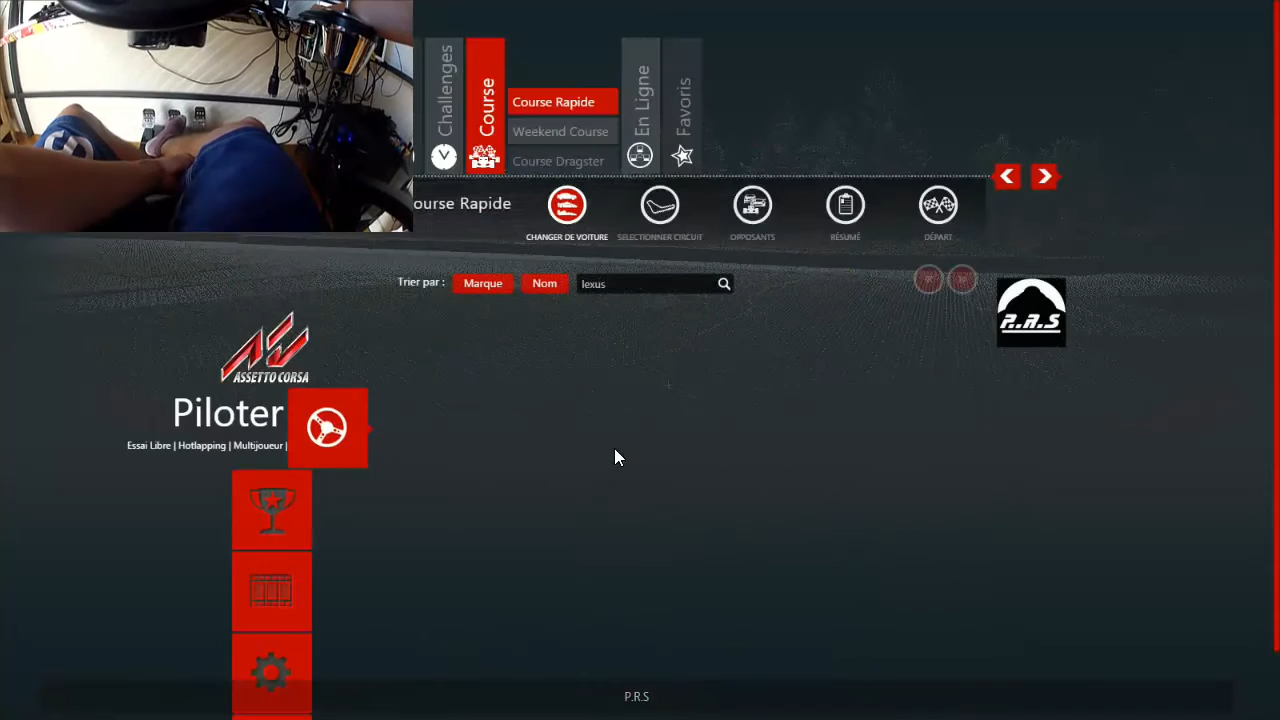 Challenges
Course
Course Rapide
Weekend Course
Course Dragster
En Ligne
Favoris
ourse Rapide
CHANGER DE VOITURE
SELECTIONNER CIRCUIT
OPPOSANTS
RÉSUMÉ
DÉPART
Trier par :
Marque
Nom
lexus
P.R.S
ASSETTO CORSA
Piloter
Essai Libre | Hotlapping | Multijoueur |
P.R.S